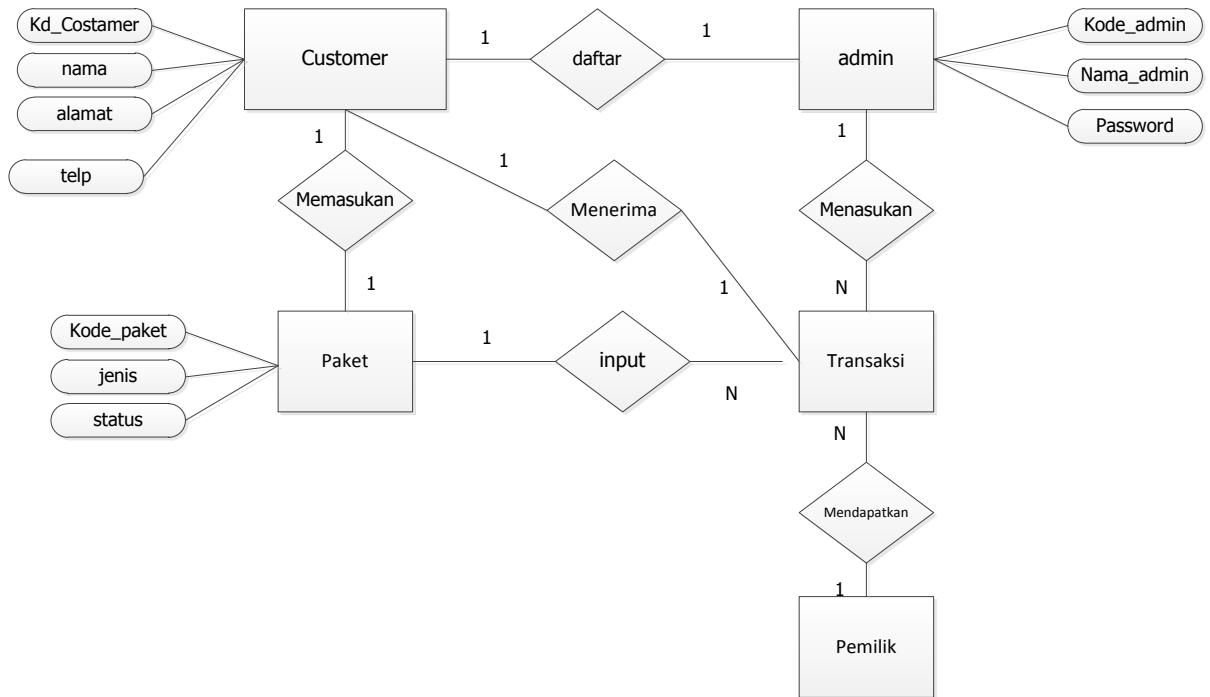 Kd_Costamer
nama
alamat
telp
Customer
1
daftar
1
admin
Kode_admin
Nama_admin
Password
1
1
1
Memasukan
Menerima
Menasukan
1
1
N
Kode_paket
jenis
status
Paket
1
input
N
Transaksi
N
Mendapatkan
1
Pemilik